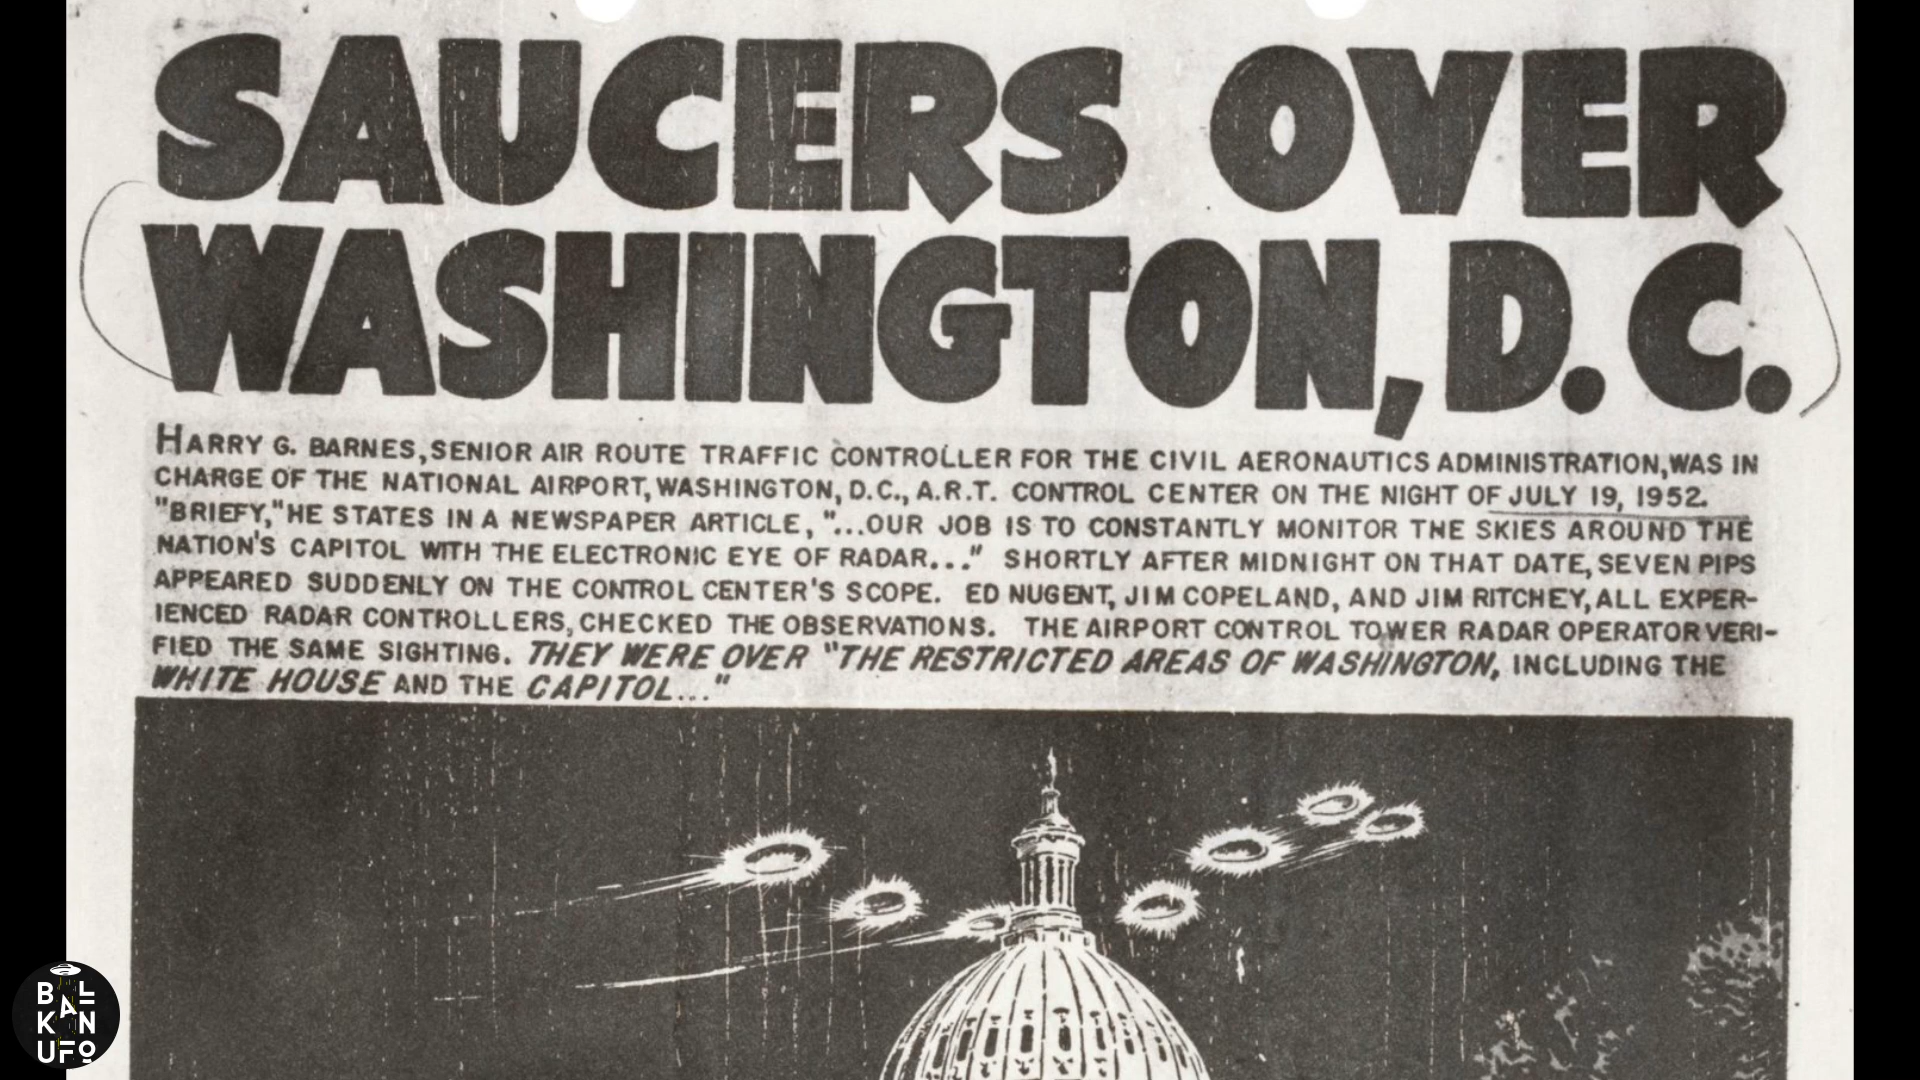 SAUCERS OVER
WASHINGTON, D.C.
HARRY G. BARNES, SENIOR AIR ROUTE TRAFFIC CONTROLLER FOR THE CIVIL AERONAUTICS ADMINISTRATION, WAS IN
CHARGE OF THE NATIONAL AIRPORT, WASHINGTON, D.C., A.R.T. CONTROL CENTER ON THE NIGHT OF JULY 19, 1952.
"BRIEFY," HE STATES IN A NEWSPAPER ARTICLE, "...OUR JOB IS TO CONSTANTLY MONITOR THE SKIES AROUND THE
NATION'S CAPITOL WITH THE ELECTRONIC EYE OF RADAR..." SHORTLY AFTER MIDNIGHT ON THAT DATE, SEVEN PIPS
APPEARED SUDDENLY ON THE CONTROL CENTER'S SCOPE. ED NUGENT, JIM COPELAND, AND JIM RITCHEY, ALL EXPER-
IENCED RADAR CONTROLLERS, CHECKED THE OBSERVATIONS. THE AIRPORT CONTROL TOWER RADAR OPERATOR VERI-
FIED THE SAME SIGHTING. THEY WERE OVER "THE RESTRICTED AREAS OF WASHINGTON, INCLUDING THE
WHITE HOUSE AND THE CAPITOL..."
BAL
KAN
UFO